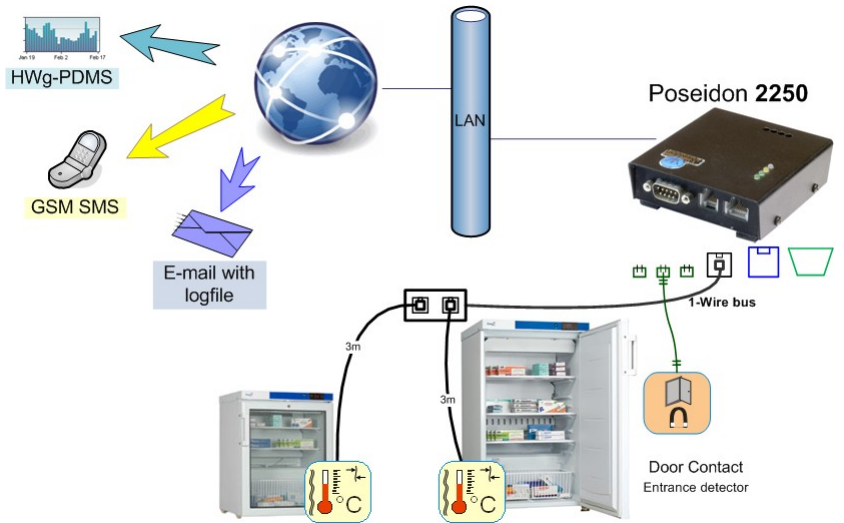 Jan 19 Feb 2 Feb 17
HWg-PDMS
GSM SMS
E-mail with
logfile
LAN
Poseidon 2250
1-Wire bus
3m
3m
°C
°C
Door Contact
Entrance detector